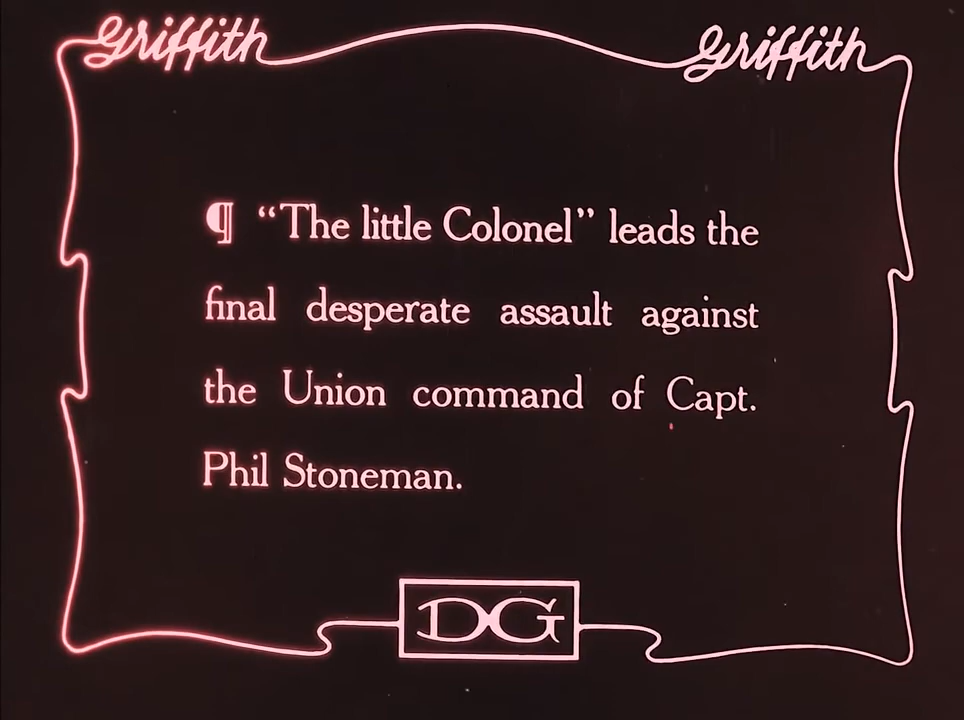 Griffith Griffith
¶ “The little Colonel” leads the
final desperate assault against
the Union command of Capt.
Phil Stoneman.
DG